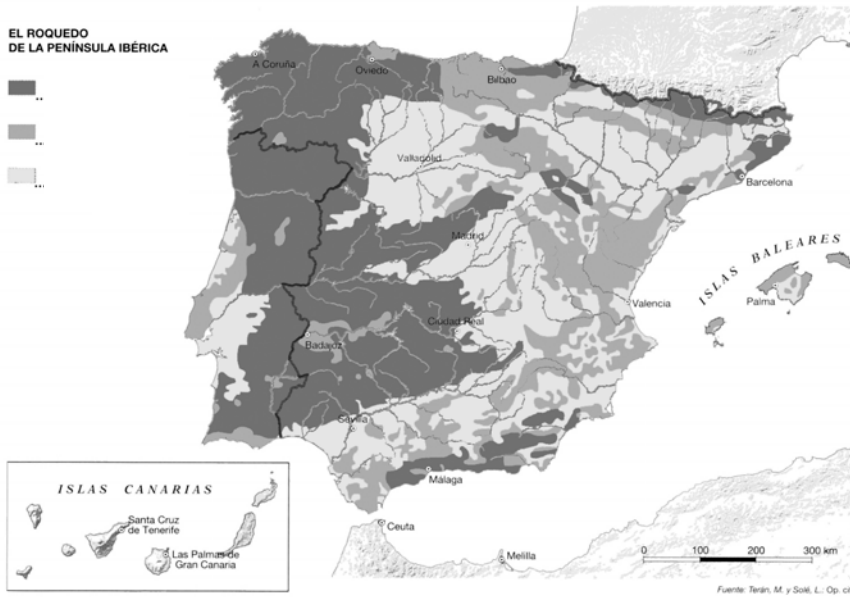 EL ROQUEDO
DE LA PENÍNSULA IBÉRICA
..
...
...
A Coruña
Oviedo
Bilbao
Valladolid
Barcelona
Madrid
ISLAS BALEARES
Palma
Valencia
Ciudad Real
Badajoz
Sevilla
Málaga
Ceuta
Melilla
ISLAS CANARIAS
Santa Cruz
de Tenerife
Las Palmas de
Gran Canaria
0 100 200 300 km
Fuente: Terán, M. y Solé, L.: Op. cit